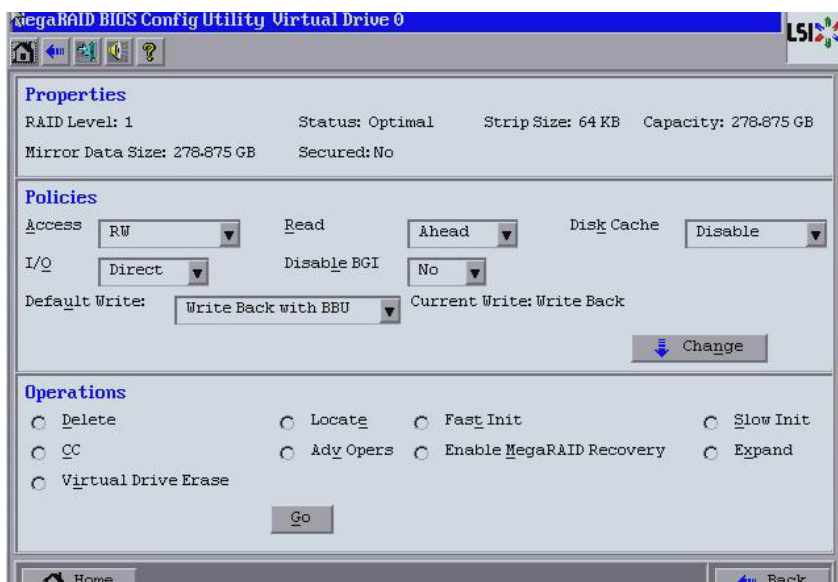 MegaRAID BIOS Config Utility Virtual Drive 0
LSI
?
Properties
RAID Level: 1 Status: Optimal Strip Size: 64 KB Capacity: 278.875 GB
Mirror Data Size: 278.875 GB Secured: No
Policies
Access RW Read Ahead Disk Cache Disable
I/O Direct Disable BGI No
Default Write: Write Back with BBU Current Write: Write Back
Change
Operations
Delete Locate Fast Init Slow Init
CC Adv Opers Enable MegaRAID Recovery Expand
Virtual Drive Erase
Go
Home Back